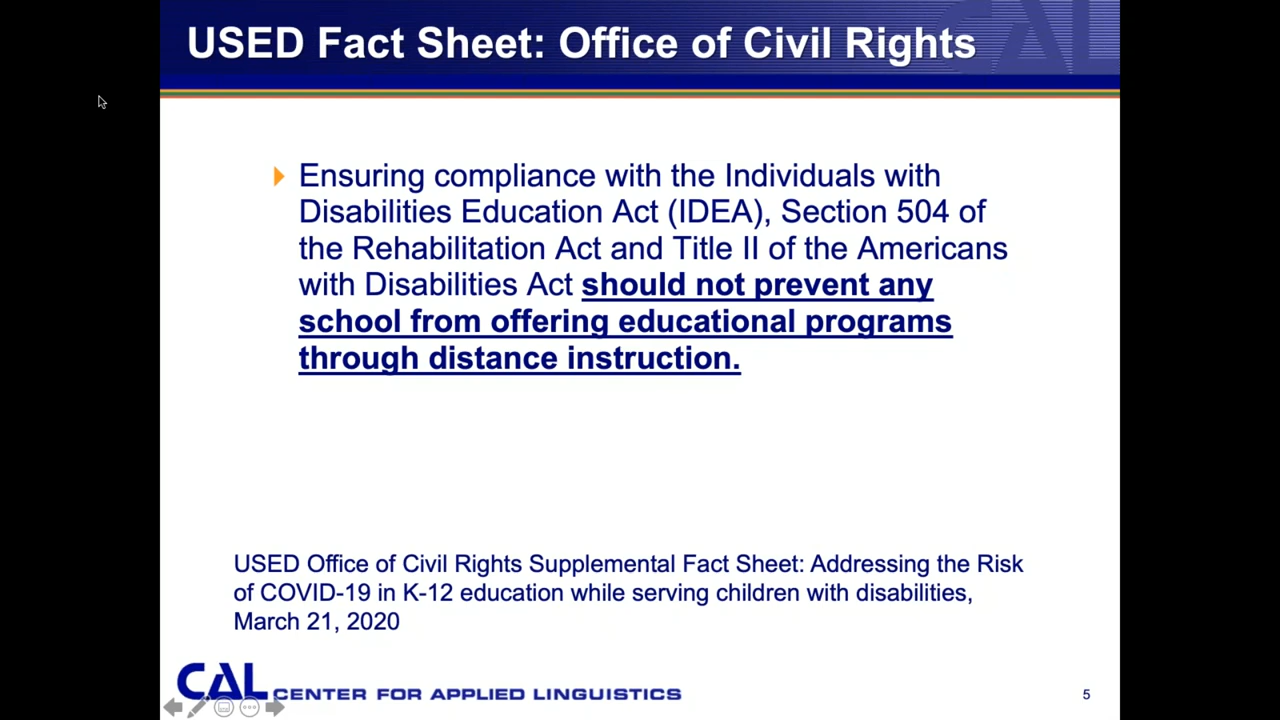 USED Fact Sheet: Office of Civil Rights
Ensuring compliance with the Individuals with
Disabilities Education Act (IDEA), Section 504 of
the Rehabilitation Act and Title II of the Americans
with Disabilities Act should not prevent any
school from offering educational programs
through distance instruction.
USED Office of Civil Rights Supplemental Fact Sheet: Addressing the Risk
of COVID-19 in K-12 education while serving children with disabilities,
March 21, 2020
CAL CENTER FOR APPLIED LINGUISTICS
5